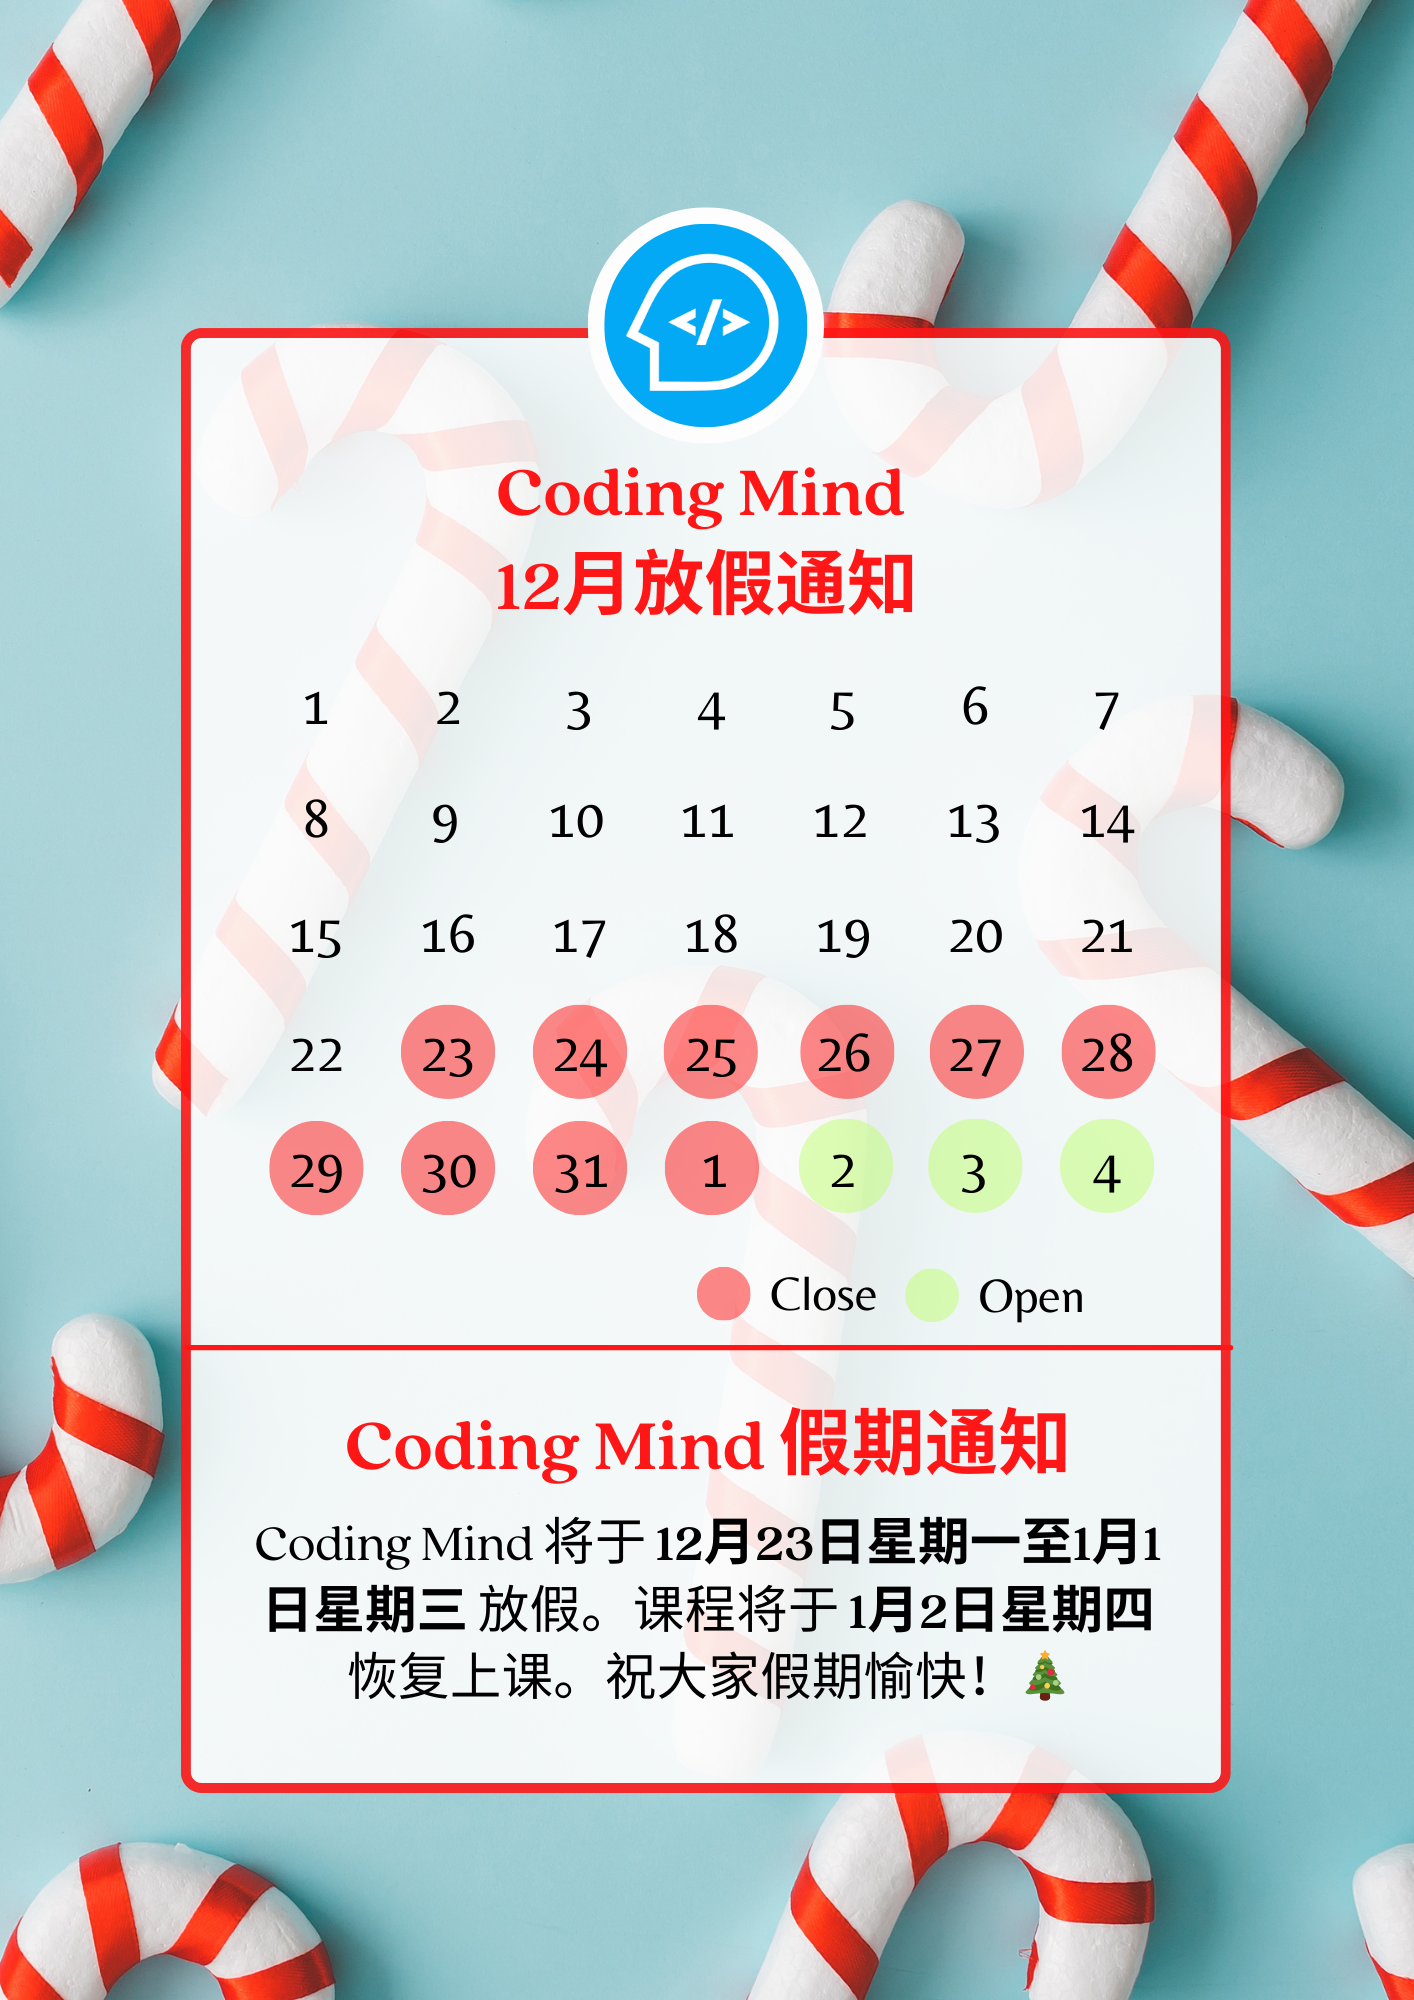 </>
Coding Mind
12月放假通知
1 2 3 4 5 6 7
8 9 10 11 12 13 14
15 16 17 18 19 20 21
22 23 24 25 26 27 28
29 30 31 1 2 3 4
Close Open
Coding Mind 假期通知
Coding Mind 将于 12月23日星期一至1月1
日星期三 放假。课程将于 1月2日星期四
恢复上课。祝大家假期愉快！🎄